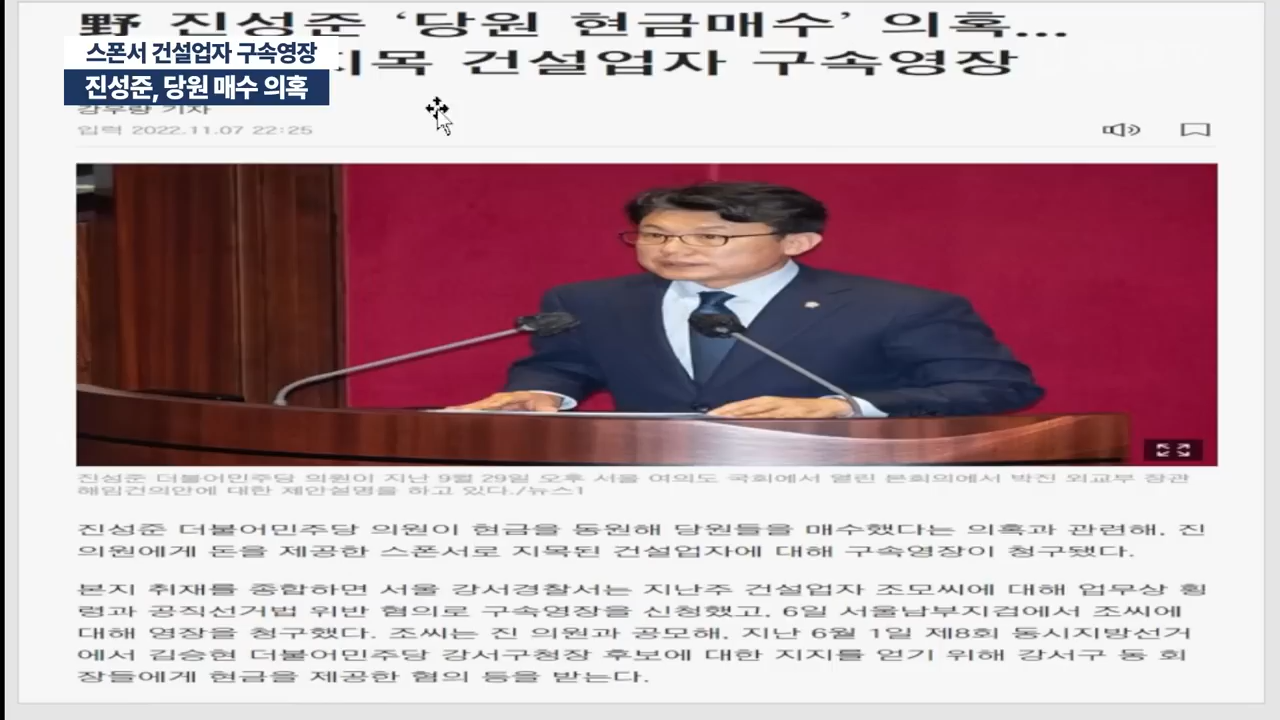 野 진성준 ‘당원 현금매수’ 의혹...
스폰서 건설업자 구속영장
지목 건설업자 구속영장
진성준, 당원 매수 의혹
강우량 기자
입력 2022.11.07 22:25
진성준 더불어민주당 의원이 지난 9월 29일 오후 서울 여의도 국회에서 열린 본회의에서 박진 외교부 장관
해임건의안에 대한 제안설명을 하고 있다./뉴스1
진성준 더불어민주당 의원이 현금을 동원해 당원들을 매수했다는 의혹과 관련해, 진
의원에게 돈을 제공한 스폰서로 지목된 건설업자에 대해 구속영장이 청구됐다.
본지 취재를 종합하면 서울 강서경찰서는 지난주 건설업자 조모씨에 대해 업무상 횡
령과 공직선거법 위반 혐의로 구속영장을 신청했고, 6일 서울남부지검에서 조씨에
대해 영장을 청구했다. 조씨는 진 의원과 공모해, 지난 6월 1일 제8회 동시지방선거
에서 김승현 더불어민주당 강서구청장 후보에 대한 지지를 얻기 위해 강서구 동 회
장들에게 현금을 제공한 혐의 등을 받는다.